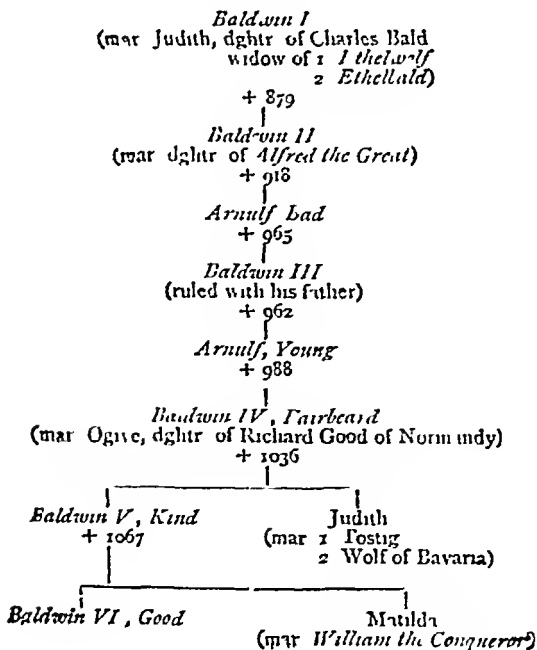 Baldwin I
(mar Judith, dghtr of Charles Bald
widow of 1 Ethelwolf
2 Ethelbald)
+ 879
Baldwin II
(mar dghtr of Alfred the Great)
+ 918
Arnulf Bad
+ 965
Baldwin III
(ruled with his father)
+ 962
Arnulf, Young
+ 988
Baldwin IV, Fairbeard
(mar Ogive, dghtr of Richard Good of Normandy)
+ 1036
Baldwin V, Kind Judith
+ 1067 (mar 1 Tostig
2 Wolf of Bavaria)
Baldwin VI, Good Matilda
(mar William the Conqueror)